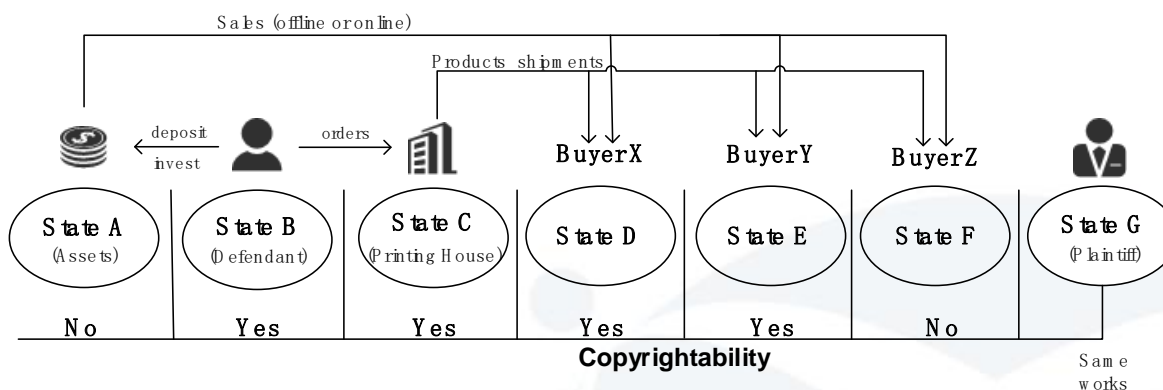 Sales (offline or online)
Products shipments
deposit
invest
orders
BuyerX
BuyerY
BuyerZ
State A
(Assets)
State B
(Defendant)
State C
(Printing House)
State D
State E
State F
State G
(Plaintiff)
No
Yes
Yes
Yes
Yes
No
Copyrightability
Same
works